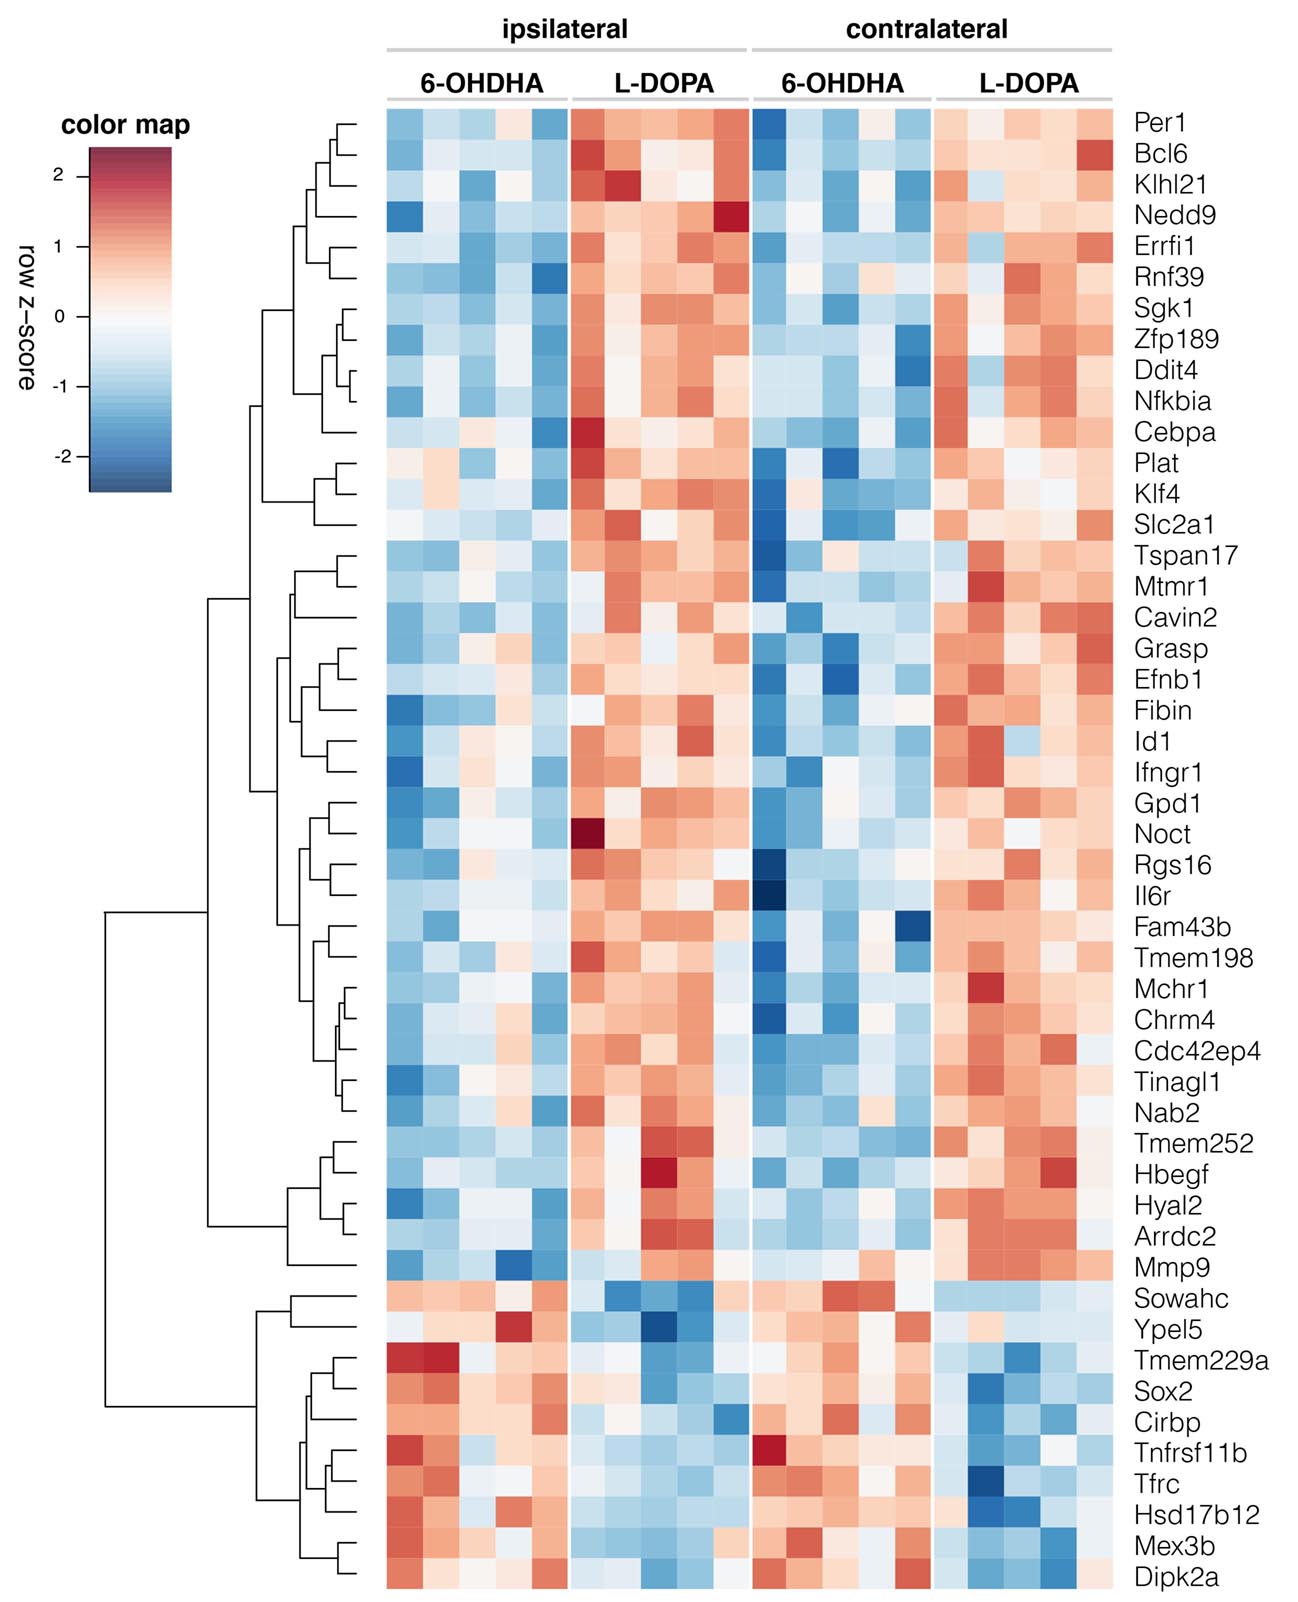 ipsilateral contralateral
6-OHDHA L-DOPA 6-OHDHA L-DOPA
color map
2
1
0
-1
-2
row z-score
Per1
Bcl6
Klhl21
Nedd9
Errfi1
Rnf39
Sgk1
Zfp189
Ddit4
Nfkbia
Cebpa
Plat
Klf4
Slc2a1
Tspan17
Mtmr1
Cavin2
Grasp
Efnb1
Fibin
Id1
Ifngr1
Gpd1
Noct
Rgs16
Il6r
Fam43b
Tmem198
Mchr1
Chrm4
Cdc42ep4
Tinagl1
Nab2
Tmem252
Hbegf
Hyal2
Arrdc2
Mmp9
Sowahc
Ypel5
Tmem229a
Sox2
Cirbp
Tnfrsf11b
Tfrc
Hsd17b12
Mex3b
Dipk2a